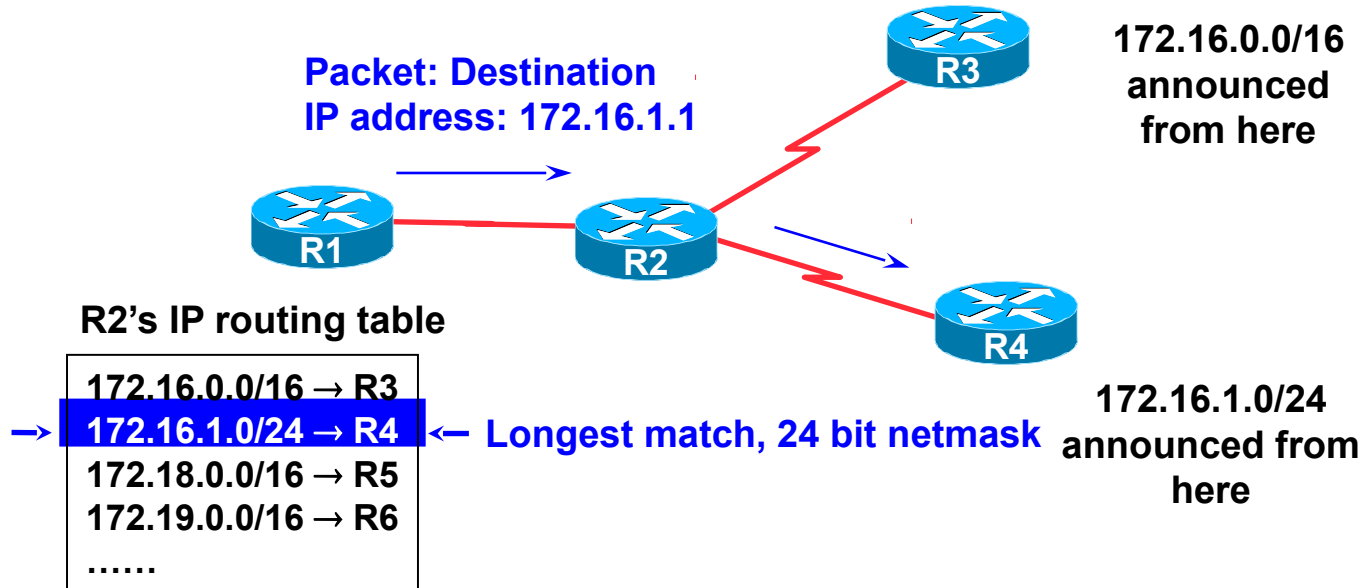 R3
172.16.0.0/16
announced
from here
Packet: Destination
IP address: 172.16.1.1
R1
R2
R4
R2’s IP routing table
172.16.0.0/16 → R3
172.16.1.0/24 → R4
172.18.0.0/16 → R5
172.19.0.0/16 → R6
……
Longest match, 24 bit netmask
172.16.1.0/24
announced from
here